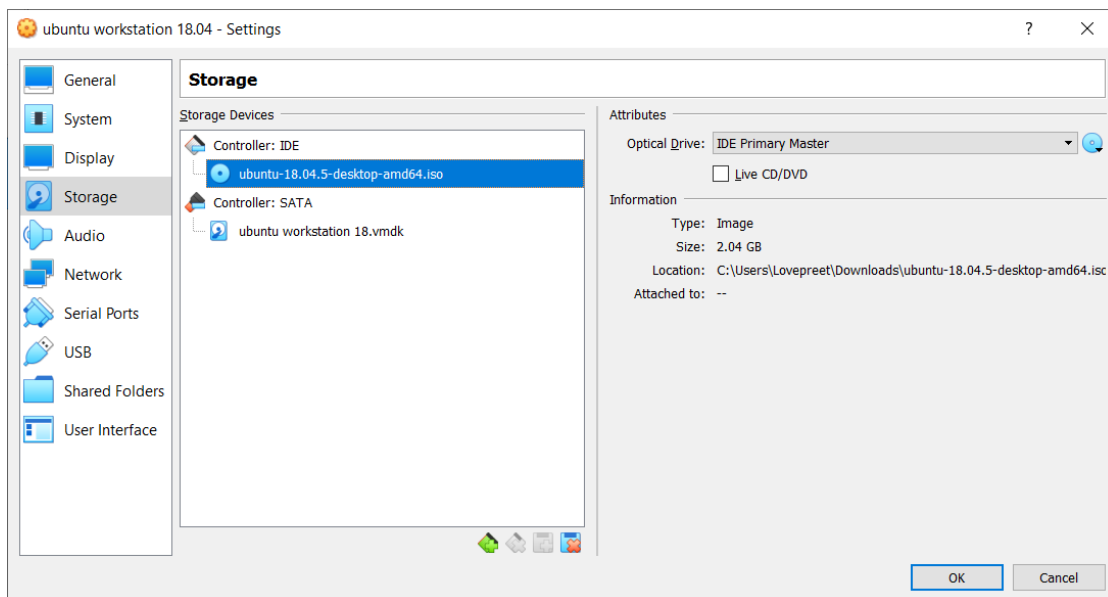 ubuntu workstation 18.04 - Settings
?
General
System
Display
Storage
Audio
Network
Serial Ports
USB
Shared Folders
User Interface
Storage
Storage Devices
Controller: IDE
ubuntu-18.04.5-desktop-amd64.iso
Controller: SATA
ubuntu workstation 18.vmdk
Attributes
Optical Drive: IDE Primary Master
Live CD/DVD
Information
Type: Image
Size: 2.04 GB
Location: C:\Users\Lovepreet\Downloads\ubuntu-18.04.5-desktop-amd64.isc
Attached to: --
OK Cancel